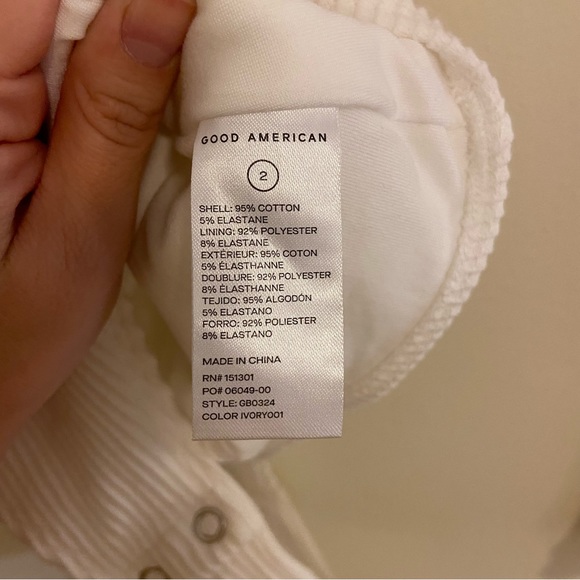 GOOD AMERICAN
2
SHELL: 95% COTTON
5% ELASTANE
LINING: 92% POLYESTER
8% ELASTANE
EXTÉRIEUR: 95% COTON
5% ÉLASTHANNE
DOUBLURE: 92% POLYESTER
8% ÉLASTHANNE
TEJIDO: 95% ALGODÓN
5% ELASTANO
FORRO: 92% POLIESTER
8% ELASTANO
MADE IN CHINA
RN# 151301
PO# 06049-00
STYLE: GB0324
COLOR IVORY001